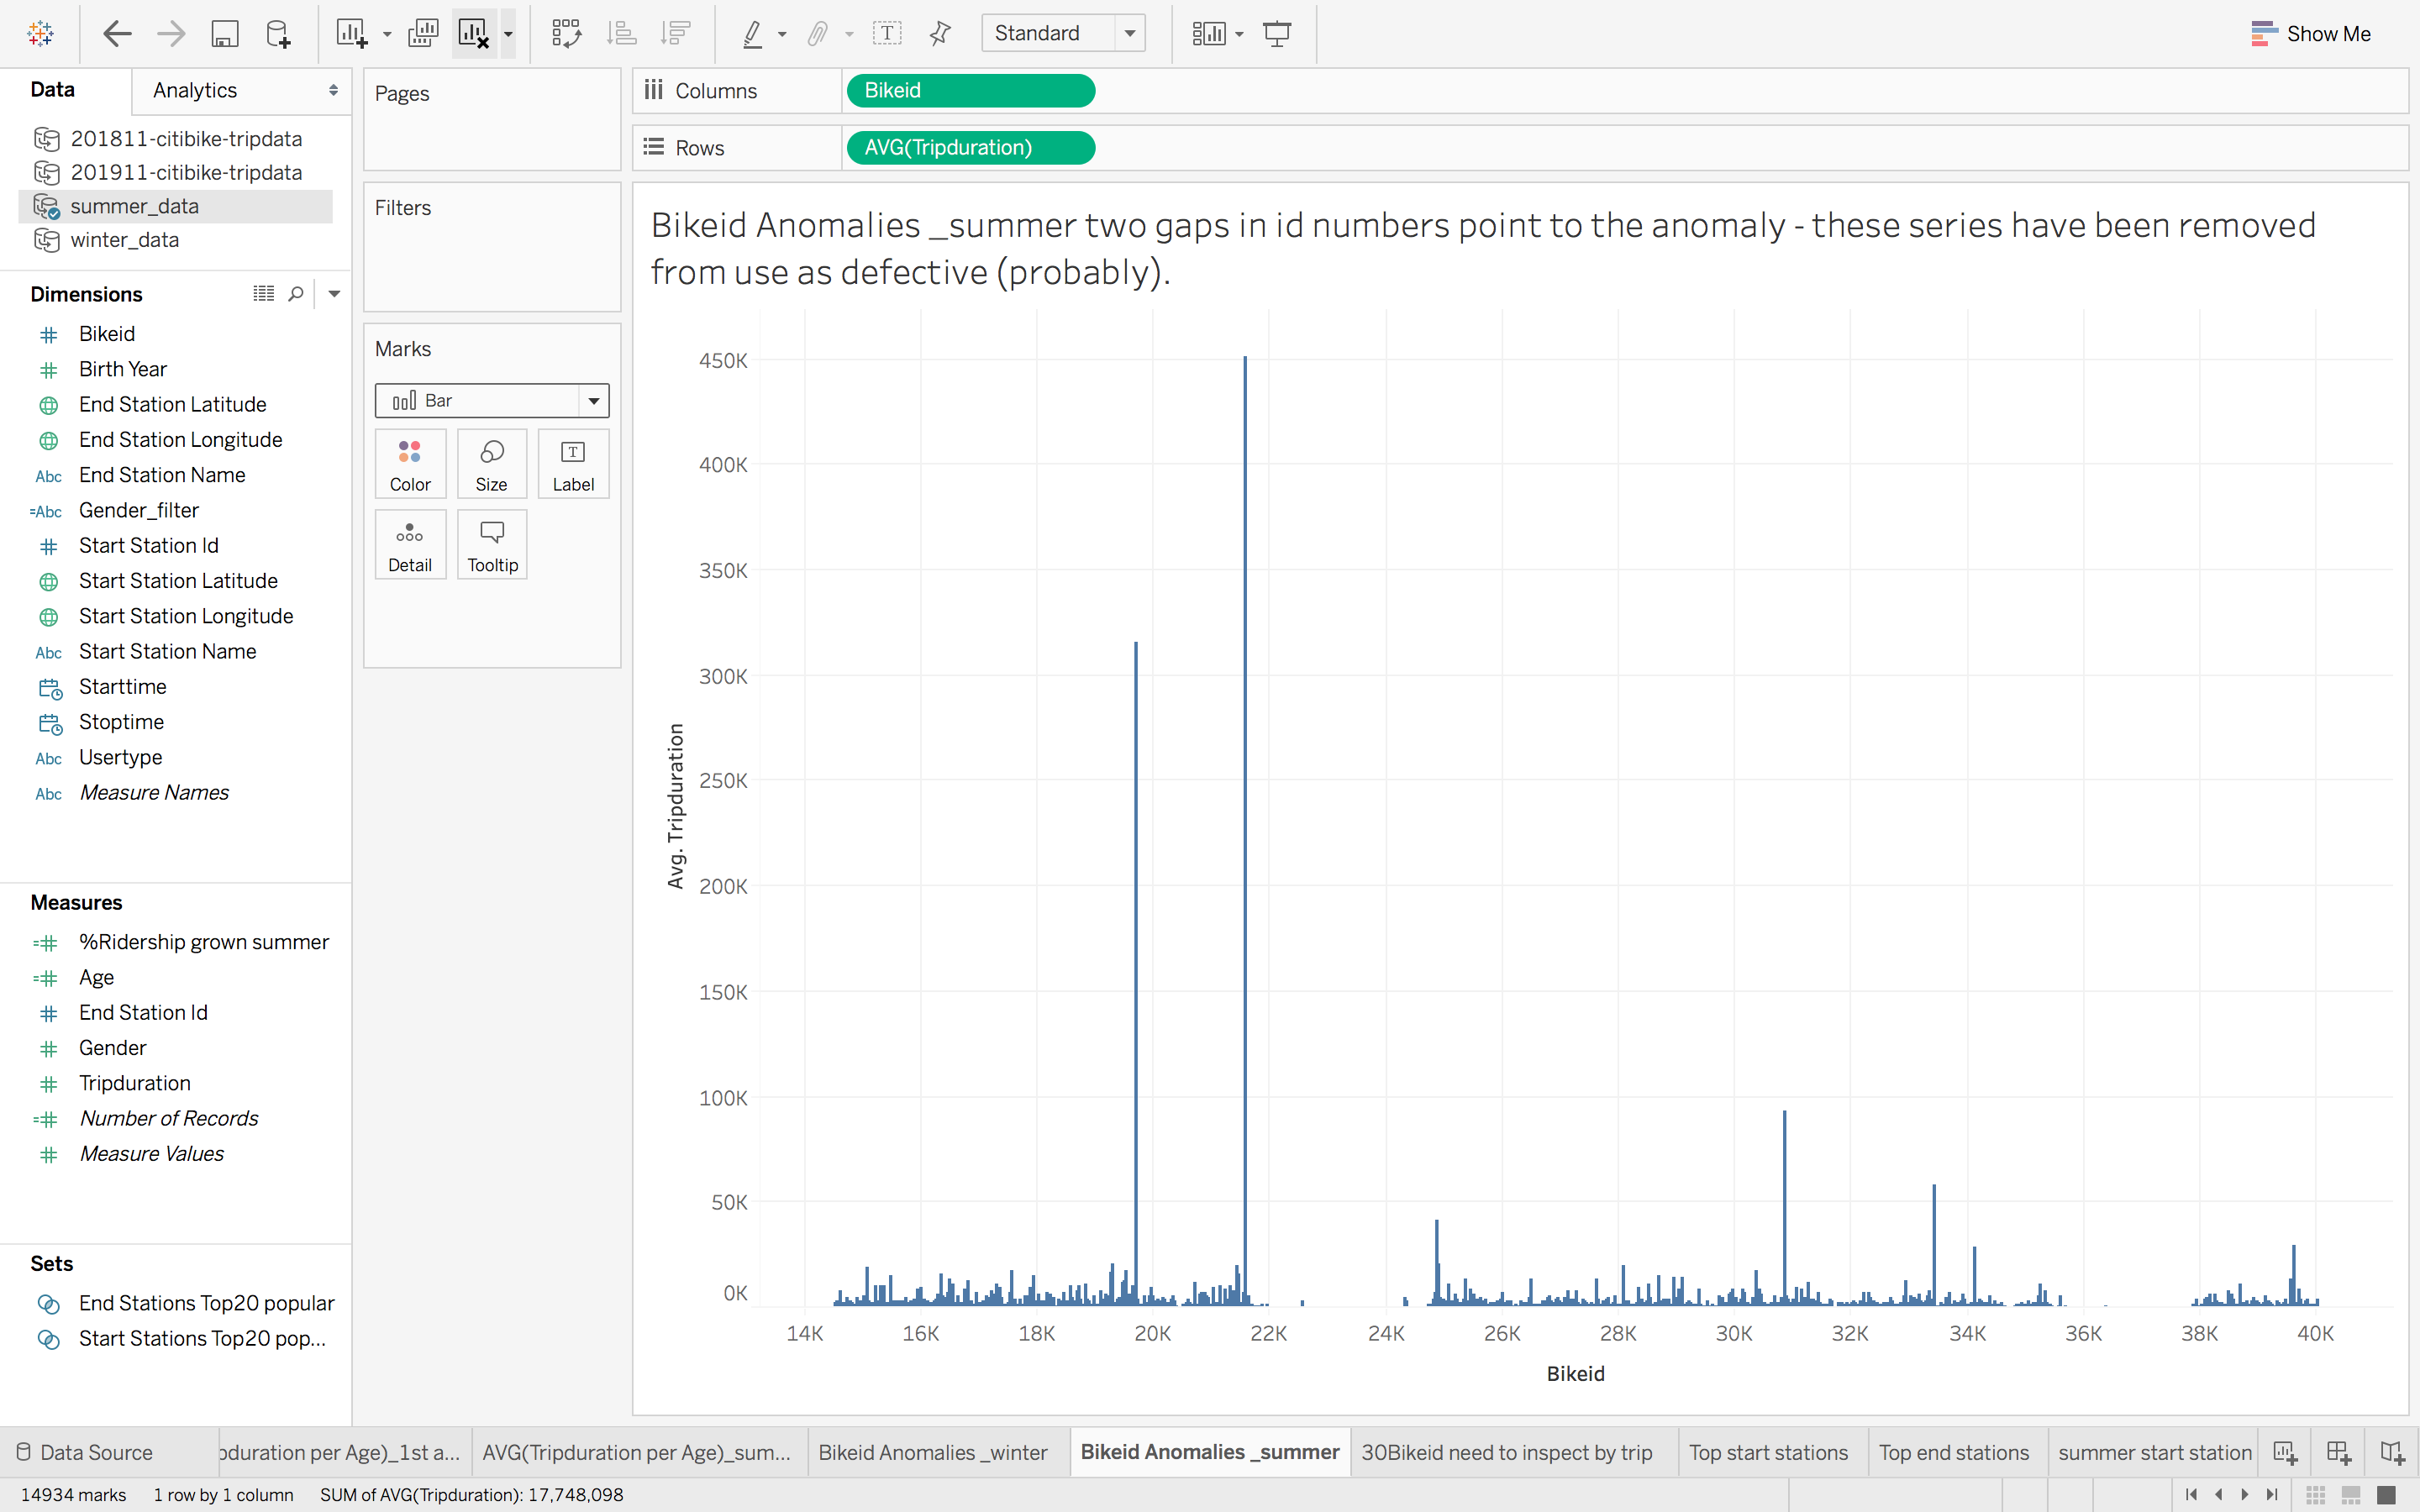 Standard
Show Me
Data
Analytics
201811-citibike-tripdata
201911-citibike-tripdata
summer_data
winter_data
Dimensions
Bikeid
Birth Year
End Station Latitude
End Station Longitude
Abc End Station Name
=Abc Gender_filter
Start Station Id
Start Station Latitude
Start Station Longitude
Abc Start Station Name
Starttime
Stoptime
Abc Usertype
Abc Measure Names
Measures
%Ridership grown summer
Age
End Station Id
Gender
Tripduration
Number of Records
Measure Values
Sets
End Stations Top20 popular
Start Stations Top20 pop...
Pages
Filters
Marks
Bar
Color
Size
T
Label
Detail
Tooltip
Columns
Bikeid
Rows
AVG(Tripduration)
Bikeid Anomalies _summer two gaps in id numbers point to the anomaly - these series have been removed
from use as defective (probably).
450K
400K
350K
300K
250K
200K
150K
100K
50K
0K
Avg. Tripduration
14K 16K 18K 20K 22K 24K 26K 28K 30K 32K 34K 36K 38K 40K
Bikeid
Data Source
duration per Age)_1st a...
AVG(Tripduration per Age)_sum...
Bikeid Anomalies _winter
Bikeid Anomalies _summer
30Bikeid need to inspect by trip
Top start stations
Top end stations
summer start station
14934 marks
1 row by 1 column
SUM of AVG(Tripduration): 17,748,098